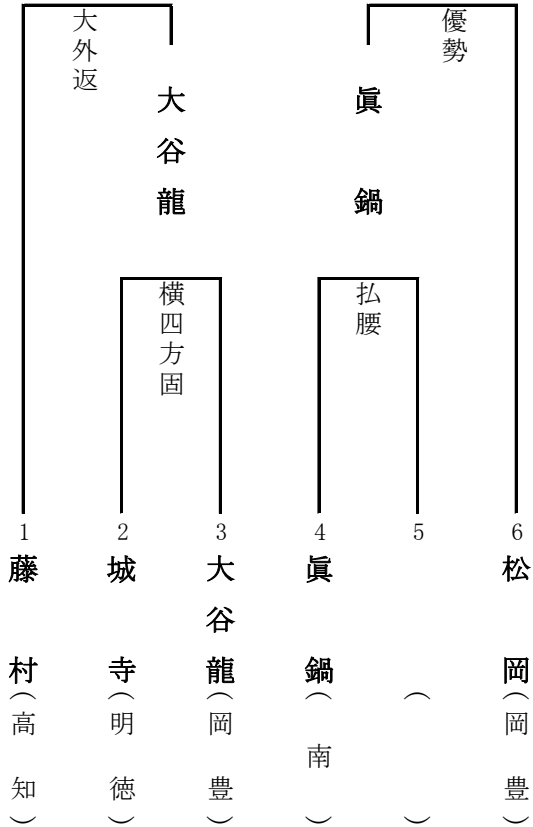 大外返
優勢
大谷龍
眞鍋
横四方固
払腰
1
2
3
4
5
6
藤村（高知）
城寺（明徳）
大谷龍（岡豊）
眞鍋（南）
（）
松岡（岡豊）